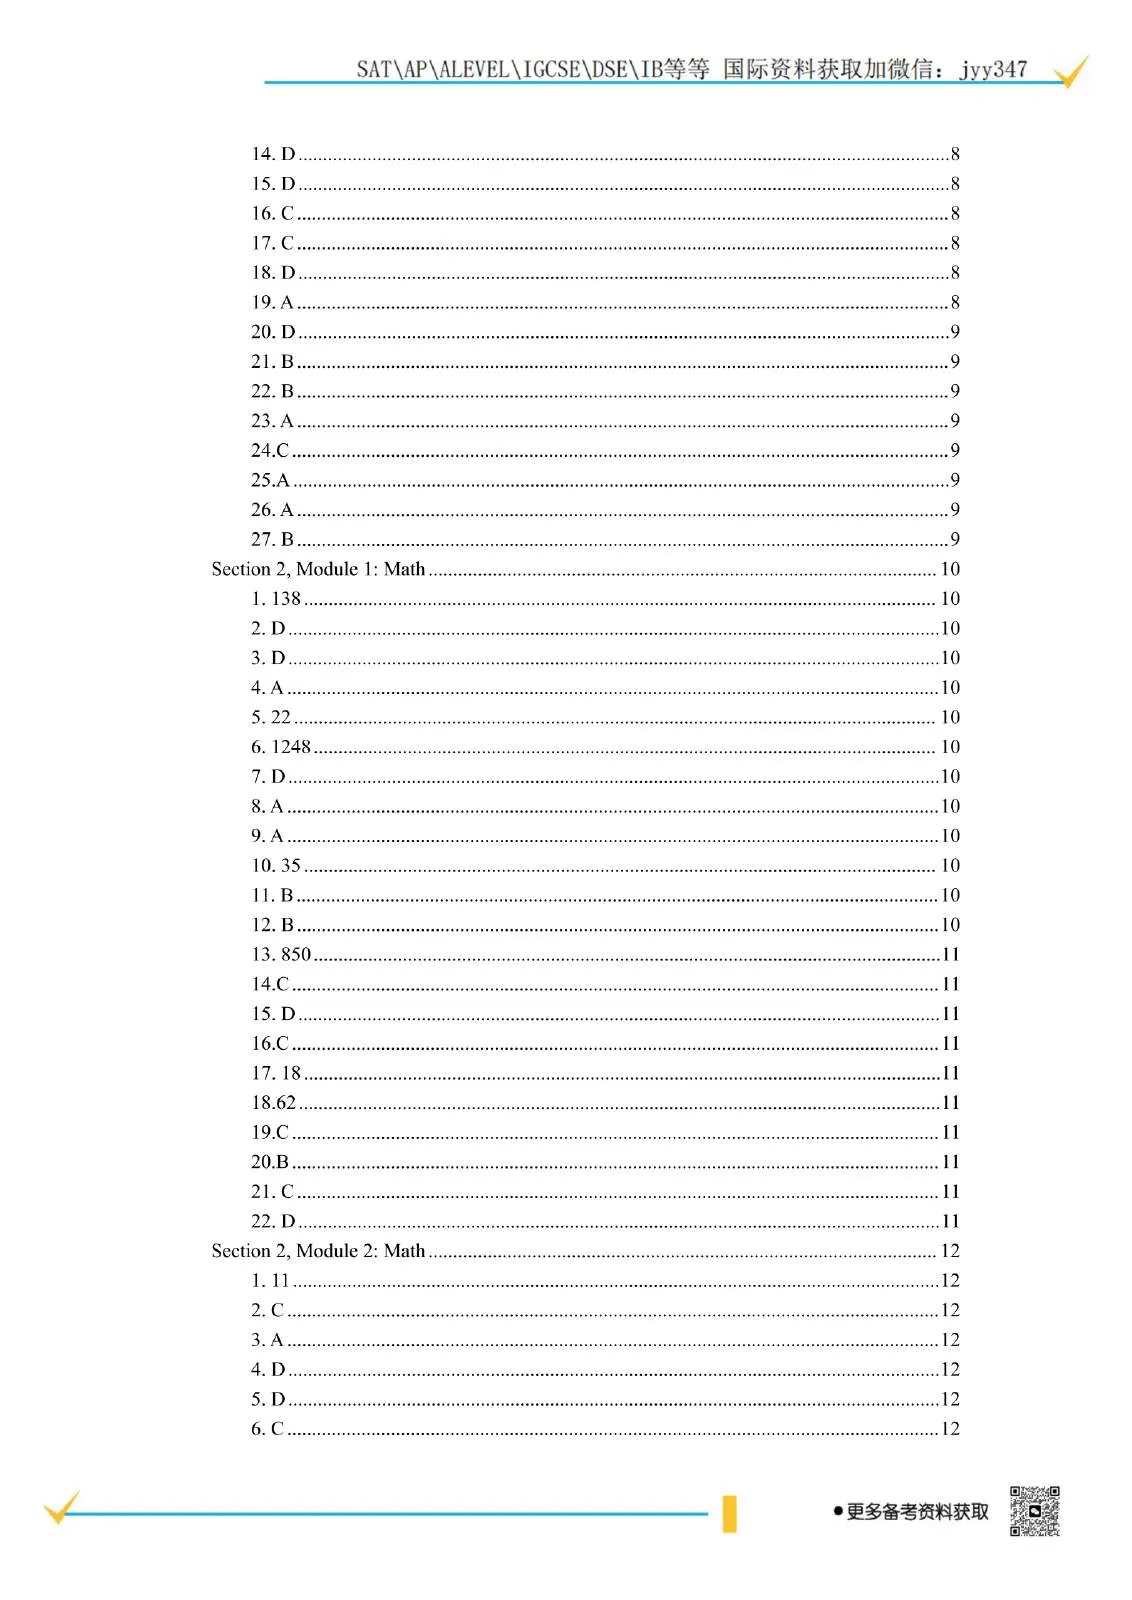 SAT\AP\ALEVEL\IGCSE\DSE\IB等等 国际资料获取加微信：jyy347
14. D........8
15. D........8
16. C........8
17. C........8
18. D........8
19. A........8
20. D........9
21. B........9
22. B........9
23. A........9
24.C........9
25.A........9
26. A........9
27. B........9
Section 2, Module 1: Math........10
1. 138........10
2. D........10
3. D........10
4. A........10
5. 22........10
6. 1248........10
7. D........10
8. A........10
9. A........10
10. 35........10
11. B........10
12. B........10
13. 850........11
14.C........11
15. D........11
16.C........11
17. 18........11
18.62........11
19.C........11
20.B........11
21. C........11
22. D........11
Section 2, Module 2: Math........12
1. 11........12
2. C........12
3. A........12
4. D........12
5. D........12
6. C........12
●更多备考资料获取